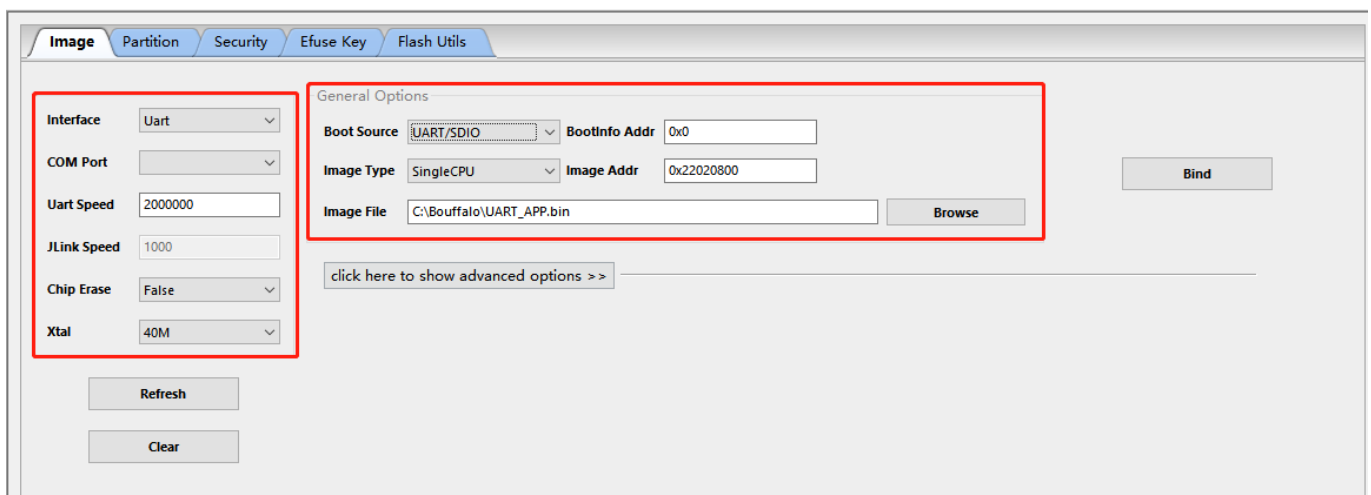 Image Partition Security Efuse Key Flash Utils
General Options
Interface Uart Boot Source UART/SDIO BootInfo Addr 0x0
COM Port Image Type SingleCPU Image Addr 0x22020800 Bind
Uart Speed 2000000 Image File C:\Bouffalo\UART_APP.bin Browse
JLink Speed 1000
click here to show advanced options >>
Chip Erase False
Xtal 40M
Refresh
Clear